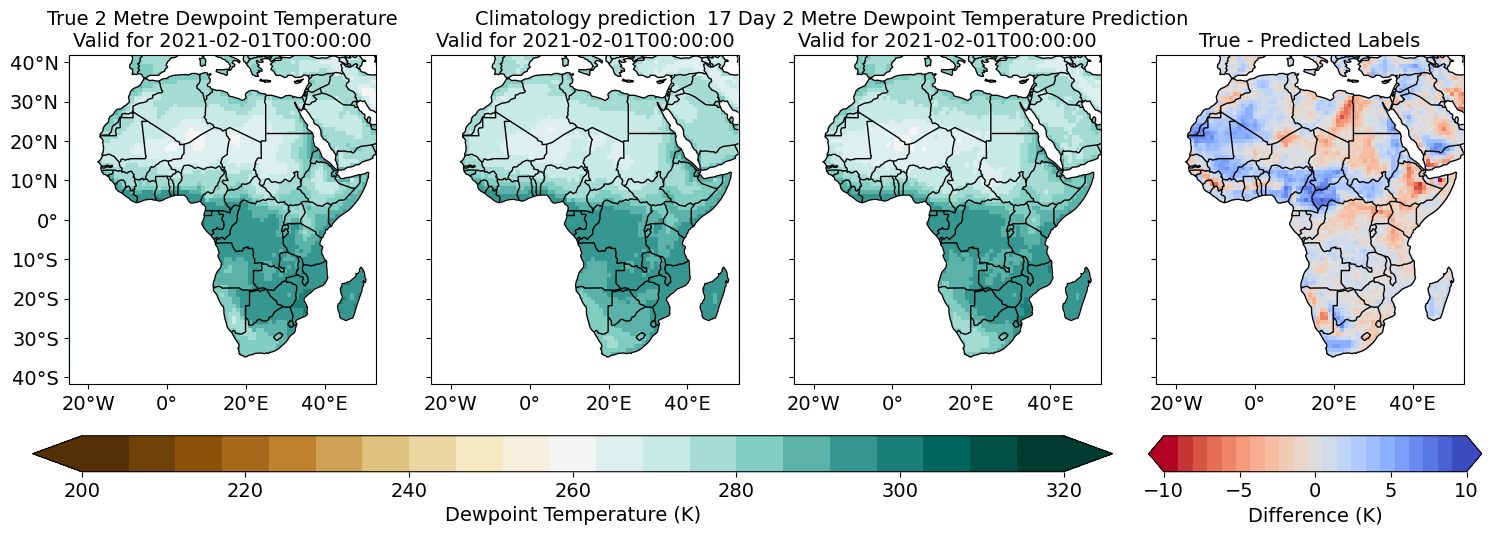 True 2 Metre Dewpoint Temperature
Valid for 2021-02-01T00:00:00
Climatology prediction  17 Day 2 Metre Dewpoint Temperature Prediction
Valid for 2021-02-01T00:00:00
Valid for 2021-02-01T00:00:00
True - Predicted Labels
40°N
30°N
20°N
10°N
0°
10°S
20°S
30°S
40°S
20°W 0° 20°E 40°E
20°W 0° 20°E 40°E
20°W 0° 20°E 40°E
20°W 0° 20°E 40°E
200 220 240 260 280 300 320
Dewpoint Temperature (K)
−10 −5 0 5 10
Difference (K)